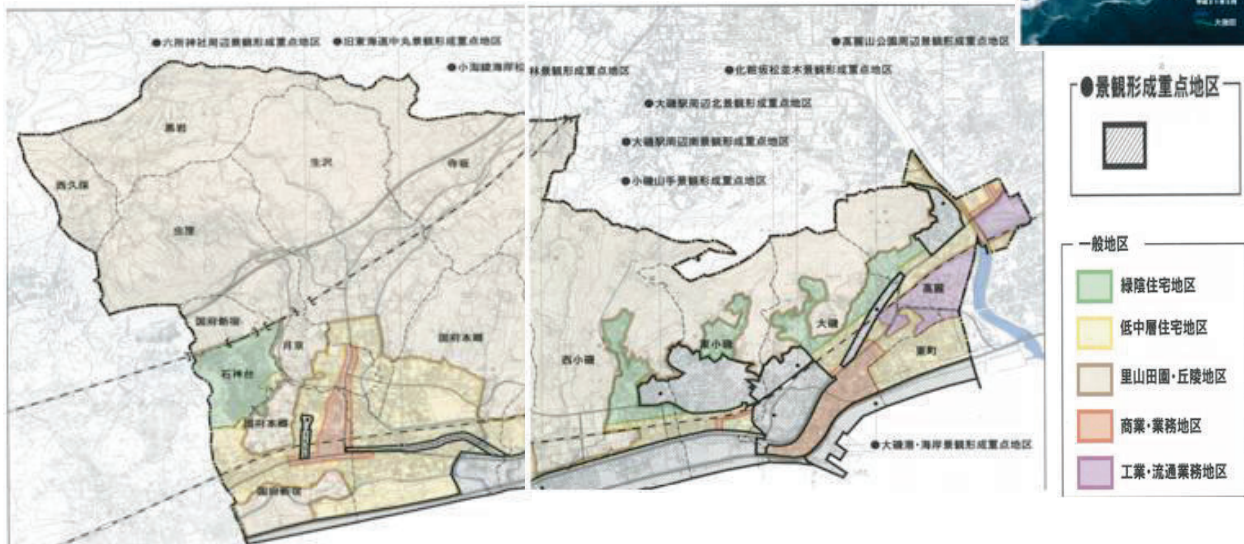 ●六所神社周辺景観形成重点地区
●旧東海道中丸景観形成重点地区
●小淘綾海岸松
林景観形成重点地区
●高麗山公園周辺景観形成重点地区
●化粧坂松並木景観形成重点地区
●大磯駅周辺北景観形成重点地区
●大磯駅周辺南景観形成重点地区
●小磯山手景観形成重点地区
●景観形成重点地区
黒岩
生沢
寺坂
西久保
虫窪
国府新宿
月京
国府本郷
石神台
国府本郷
国府新宿
西小磯
東小磯
大磯
高麗
東町
●大磯港・海岸景観形成重点地区
一般地区
緑陰住宅地区
低中層住宅地区
里山田園・丘陵地区
商業・業務地区
工業・流通業務地区